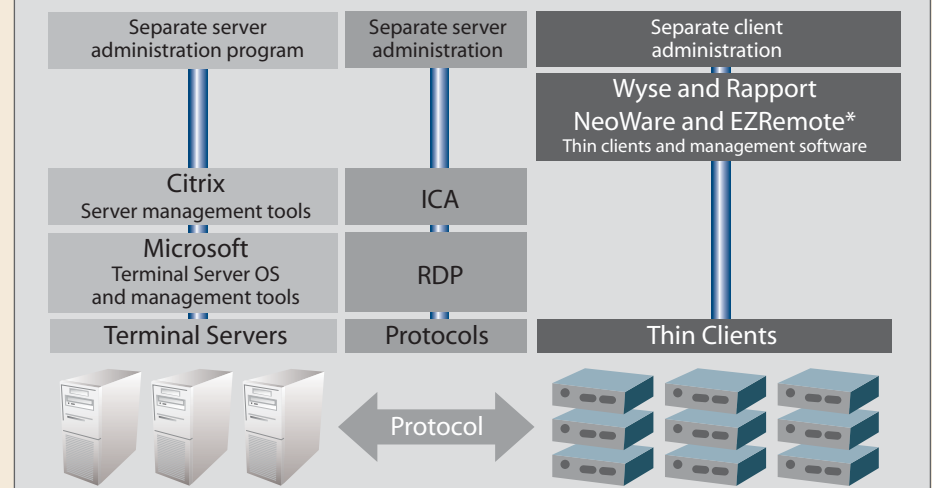 Separate server
administration program
Separate server
administration
Separate client
administration
Wyse and Rapport
NeoWare and EZRemote*
Thin clients and management software
Citrix
Server management tools
ICA
Microsoft
Terminal Server OS
and management tools
RDP
Terminal Servers
Protocols
Thin Clients
Protocol